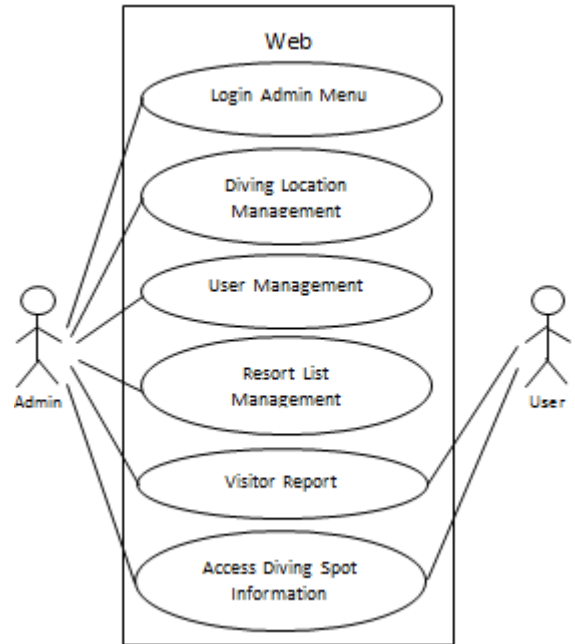 Web
Login Admin Menu
Diving Location
Management
User Management
Resort List
Management
Admin
User
Visitor Report
Access Diving Spot
Information